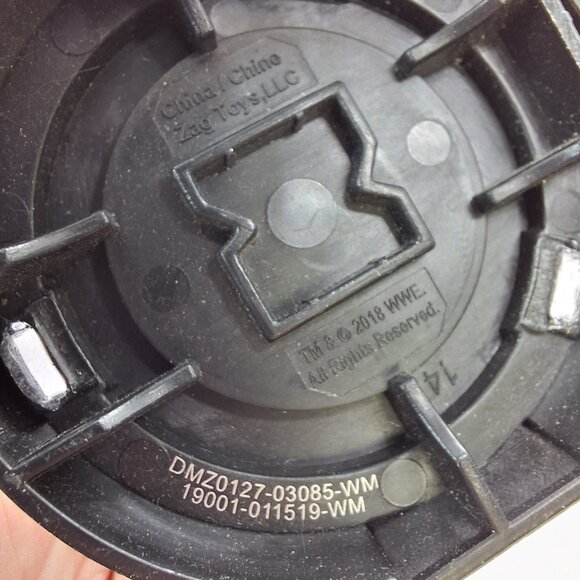 China / Chine
Zag Toys,LLC
TM & © 2018 WWE.
All Rights Reserved.
14
DMZ0127-03085-WM
19001-011519-WM